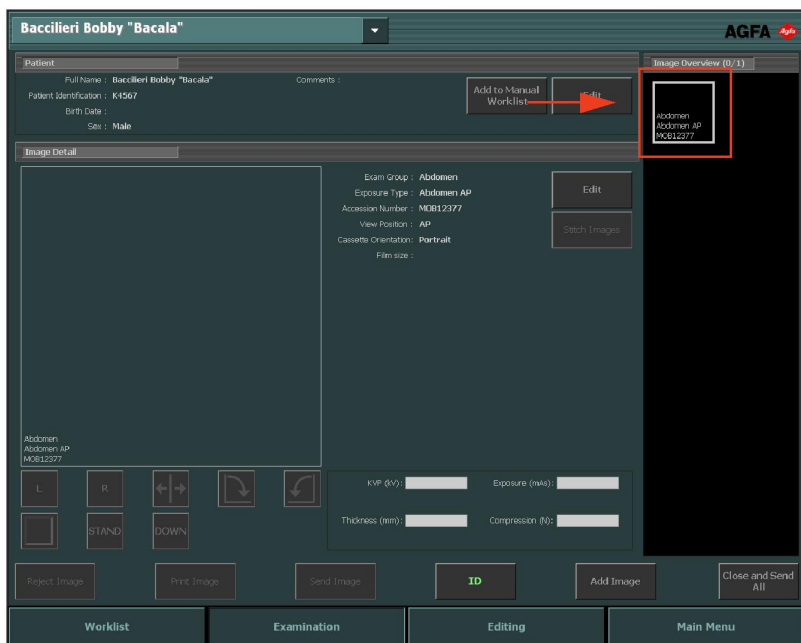 Baccilieri Bobby "Bacala"
AGFA
Agfa
Patient
Full Name : Baccilieri Bobby "Bacala"
Comments :
Patient Identification : K4567
Birth Date :
Sex : Male
Add to Manual
Worklist
Edit
Image Overview (0/1)
Abdomen
Abdomen AP
MOB12377
Image Detail
Exam Group : Abdomen
Exposure Type : Abdomen AP
Accession Number : MOB12377
View Position : AP
Cassette Orientation: Portrait
Film size :
Edit
Stitch Images
Abdomen
Abdomen AP
MOB12377
L
R
STAND
DOWN
KVP (kV):
Exposure (mAs):
Thickness (mm):
Compression (N):
Reject Image
Print Image
Send Image
ID
Add Image
Close and Send
All
Worklist
Examination
Editing
Main Menu